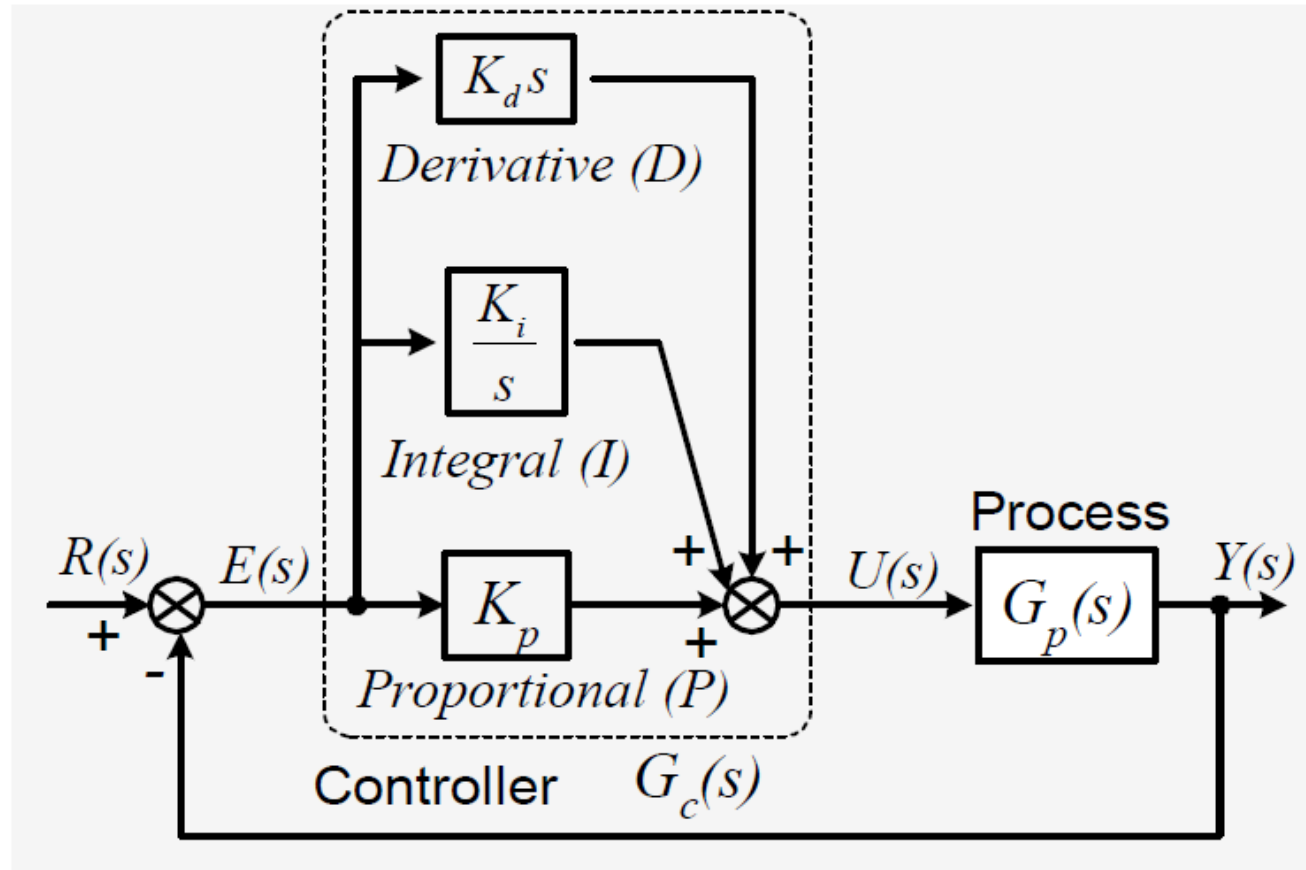 K_d s
Derivative (D)
K_i
s
Integral (I)
+ +
Process
R(s) E(s) K_p U(s) G_p(s) Y(s)
+ +
-
Proportional (P)
Controller G_c(s)